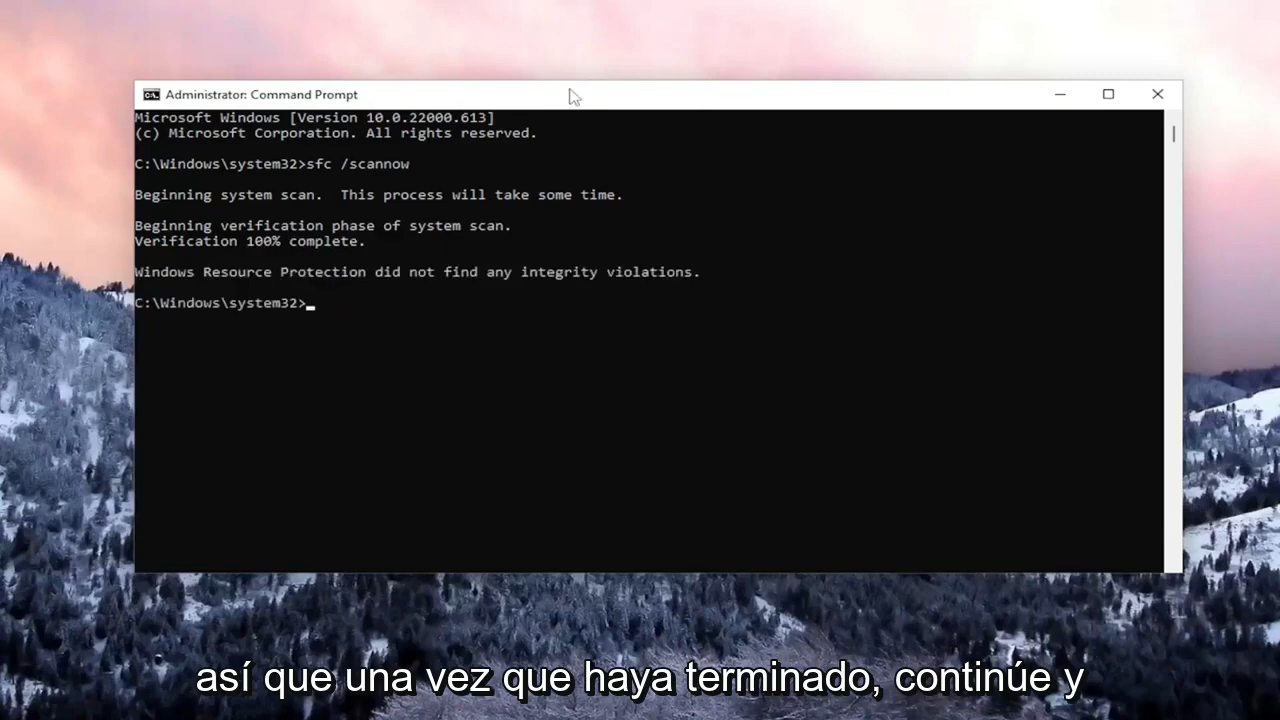 Administrator: Command Prompt
Microsoft Windows [Version 10.0.22000.613]
(c) Microsoft Corporation. All rights reserved.
C:\Windows\system32>sfc /scannow
Beginning system scan.  This process will take some time.
Beginning verification phase of system scan.
Verification 100% complete.
Windows Resource Protection did not find any integrity violations.
C:\Windows\system32>
así que una vez que haya terminado, continúe y